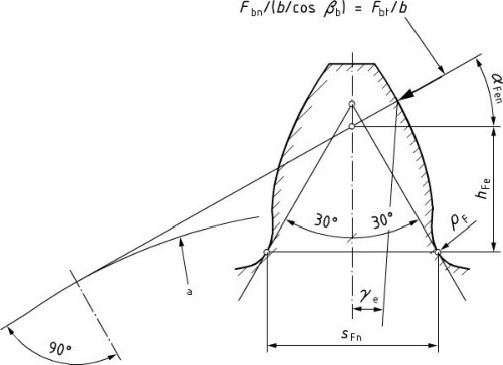 F_bn/(b/cos β_b) = F_bt/b
α_Fen
h_Fe
30° 30°
ρ_F
a
γ_e
s_Fn
90°